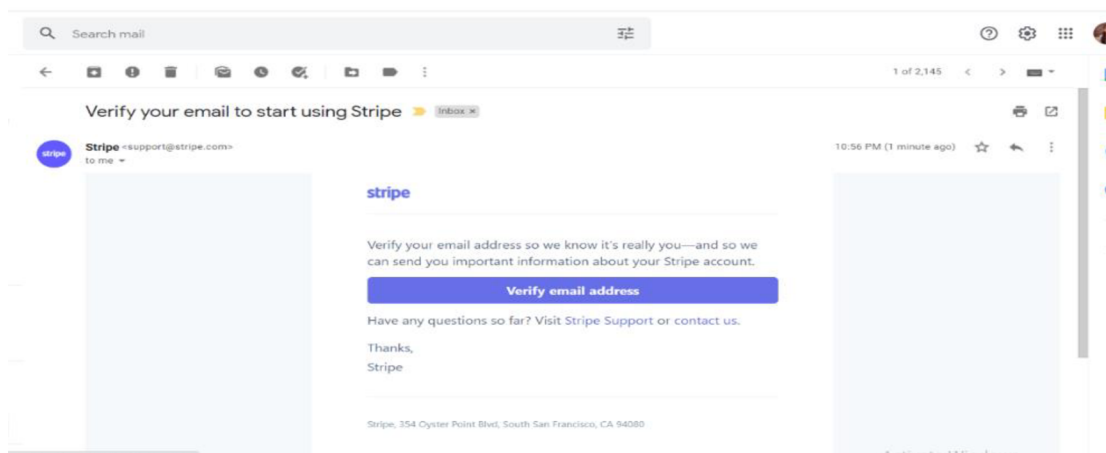 Search mail
1 of 2,145
Verify your email to start using Stripe Inbox ×
stripe
Stripe <support@stripe.com>
10:56 PM (1 minute ago)
to me
stripe
Verify your email address so we know it's really you—and so we
can send you important information about your Stripe account.
Verify email address
Have any questions so far? Visit Stripe Support or contact us.
Thanks,
Stripe
Stripe, 354 Oyster Point Blvd, South San Francisco, CA 94080